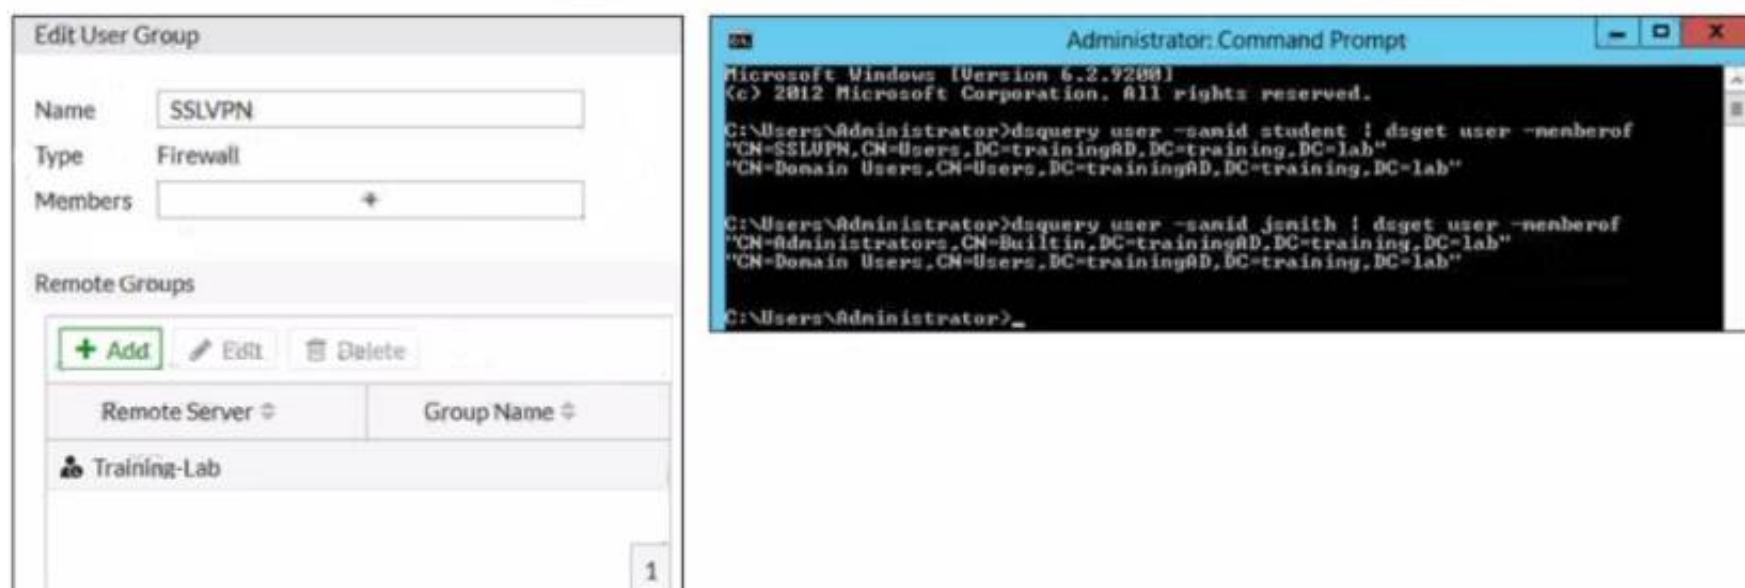 Edit User Group
Name SSLVPN
Type Firewall
Members +
Remote Groups
+ Add Edit Delete
Remote Server Group Name
Training-Lab
1
Administrator: Command Prompt
Microsoft Windows [Version 6.2.9200]
(c) 2012 Microsoft Corporation. All rights reserved.
C:\Users\Administrator>dsquery user -samid student | dsget user -memberof
"CN=SSLVPN,CN=Users,DC=trainingAD,DC=training,DC=lab"
"CN=Domain Users,CN=Users,DC=trainingAD,DC=training,DC=lab"
C:\Users\Administrator>dsquery user -samid jsmith | dsget user -memberof
"CN=Administrators,CN=Builtin,DC=trainingAD,DC=training,DC=lab"
"CN=Domain Users,CN=Users,DC=trainingAD,DC=training,DC=lab"
C:\Users\Administrator>_